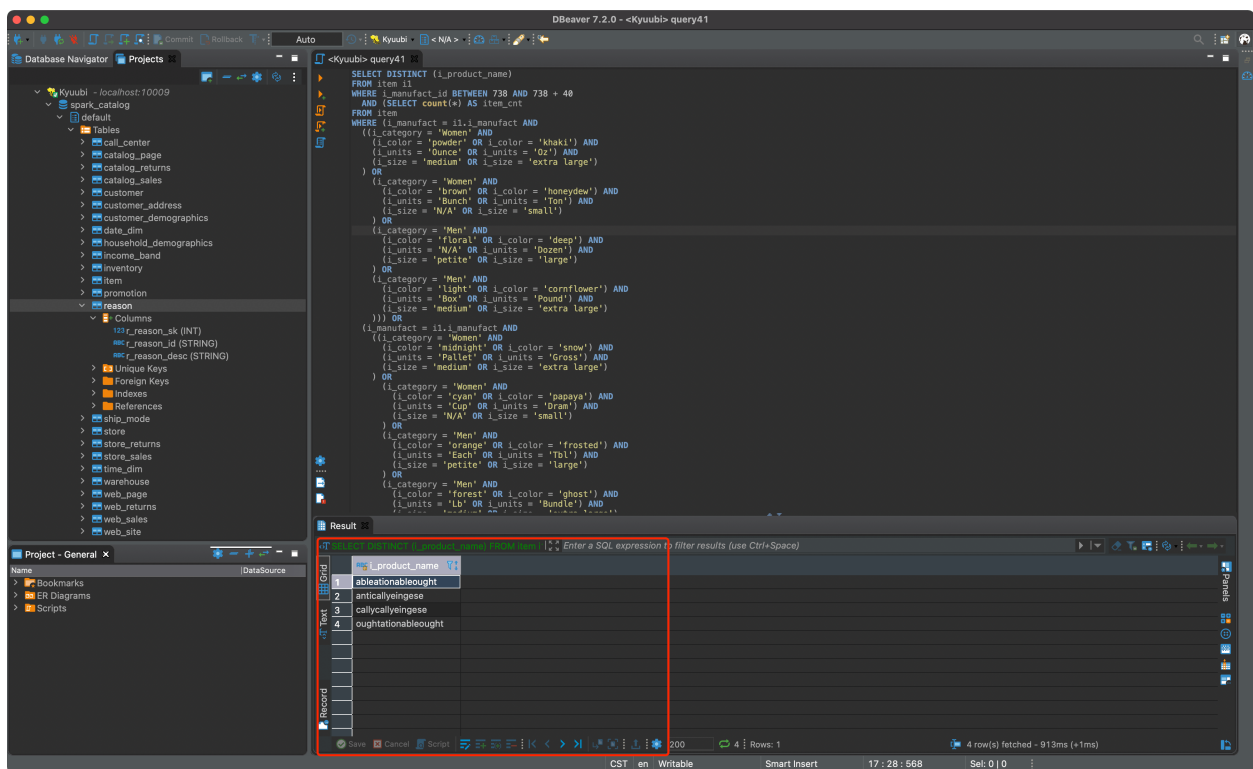 DBeaver 7.2.0 - <Kyuubi> query41
Commit Rollback T Auto Kyuubi < N/A >
Database Navigator Projects
Kyuubi - localhost:10009
spark_catalog
default
Tables
call_center
catalog_page
catalog_returns
catalog_sales
customer
customer_address
customer_demographics
date_dim
household_demographics
income_band
inventory
item
promotion
reason
Columns
123 r_reason_sk (INT)
ABC r_reason_id (STRING)
ABC r_reason_desc (STRING)
Unique Keys
Foreign Keys
Indexes
References
ship_mode
store
store_returns
store_sales
time_dim
warehouse
web_page
web_returns
web_sales
web_site
Project - General
Name DataSource
Bookmarks
ER Diagrams
Scripts
<Kyuubi> query41
SELECT DISTINCT (i_product_name)
FROM item i1
WHERE i_manufact_id BETWEEN 738 AND 738 + 40
AND (SELECT count(*) AS item_cnt
FROM item
WHERE (i_manufact = i1.i_manufact AND
((i_category = 'Women' AND
(i_color = 'powder' OR i_color = 'khaki') AND
(i_units = 'Ounce' OR i_units = 'Oz') AND
(i_size = 'medium' OR i_size = 'extra large')
) OR
(i_category = 'Women' AND
(i_color = 'brown' OR i_color = 'honeydew') AND
(i_units = 'Bunch' OR i_units = 'Ton') AND
(i_size = 'N/A' OR i_size = 'small')
) OR
(i_category = 'Men' AND
(i_color = 'floral' OR i_color = 'deep') AND
(i_units = 'N/A' OR i_units = 'Dozen') AND
(i_size = 'petite' OR i_size = 'large')
) OR
(i_category = 'Men' AND
(i_color = 'light' OR i_color = 'cornflower') AND
(i_units = 'Box' OR i_units = 'Pound') AND
(i_size = 'medium' OR i_size = 'extra large')
))) OR
(i_manufact = i1.i_manufact AND
((i_category = 'Women' AND
(i_color = 'midnight' OR i_color = 'snow') AND
(i_units = 'Pallet' OR i_units = 'Gross') AND
(i_size = 'medium' OR i_size = 'extra large')
) OR
(i_category = 'Women' AND
(i_color = 'cyan' OR i_color = 'papaya') AND
(i_units = 'Cup' OR i_units = 'Dram') AND
(i_size = 'N/A' OR i_size = 'small')
) OR
(i_category = 'Men' AND
(i_color = 'orange' OR i_color = 'frosted') AND
(i_units = 'Each' OR i_units = 'Tbl') AND
(i_size = 'petite' OR i_size = 'large')
) OR
(i_category = 'Men' AND
(i_color = 'forest' OR i_color = 'ghost') AND
(i_units = 'Lb' OR i_units = 'Bundle') AND
Result
SELECT DISTINCT (i_product_name) FROM item i Enter a SQL expression to filter results (use Ctrl+Space)
Grid
Text
Record
Panels
ABC i_product_name
1 ableationableought
2 anticallyeingese
3 callycallyeingese
4 oughtationableought
Save Cancel Script 200 4 Rows: 1 4 row(s) fetched - 913ms (+1ms)
CST en Writable Smart Insert 17 : 28 : 568 Sel: 0 | 0